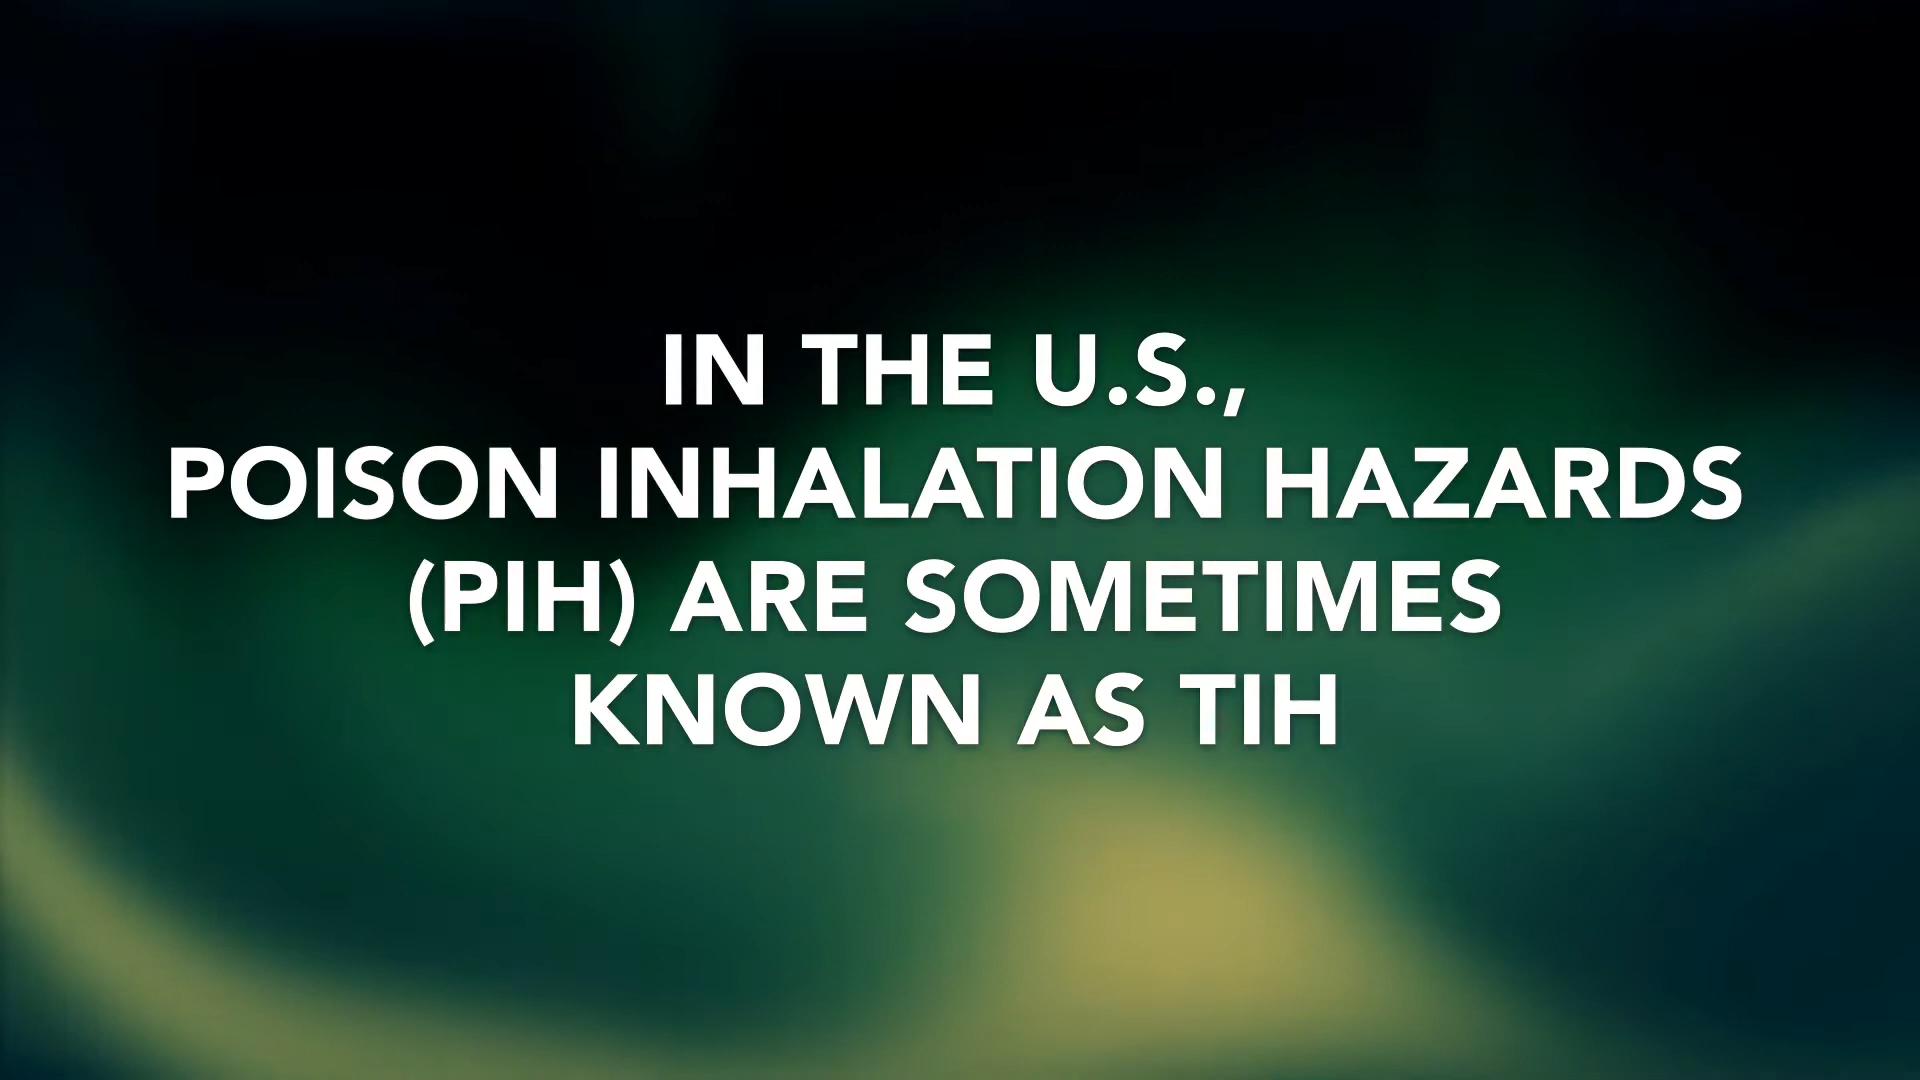 IN THE U.S.,
POISON INHALATION HAZARDS
(PIH) ARE SOMETIMES
KNOWN AS TIH